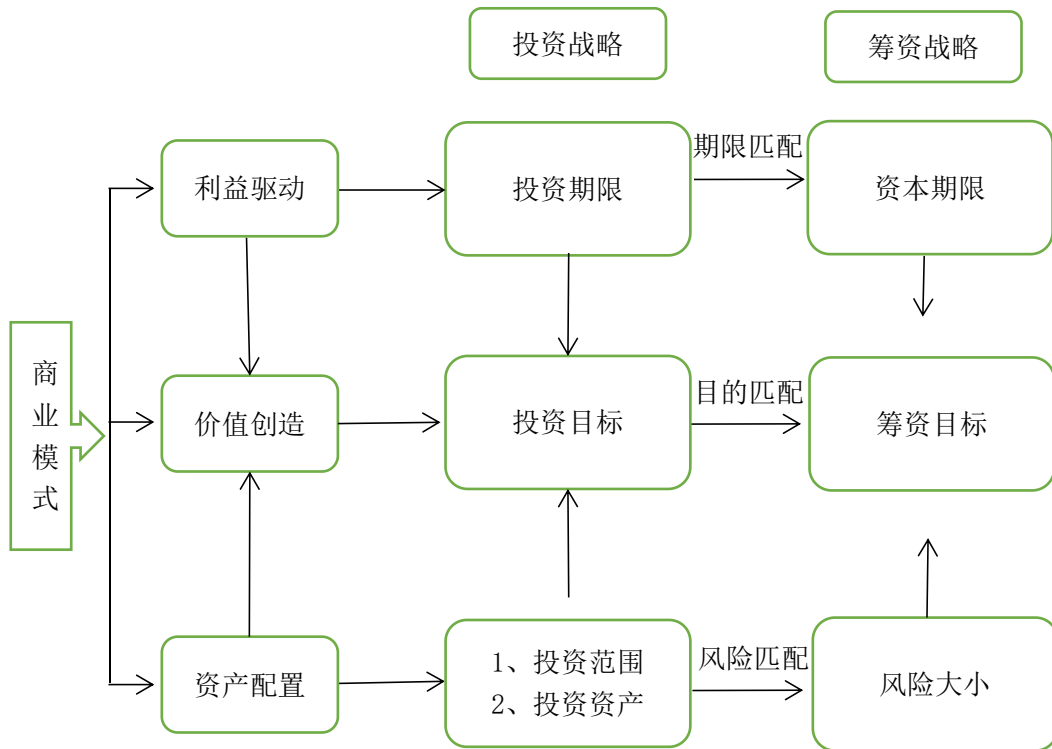 投资战略
筹资战略
利益驱动
投资期限
期限匹配
资本期限
商业模式
价值创造
投资目标
目的匹配
筹资目标
资产配置
1、投资范围
2、投资资产
风险匹配
风险大小